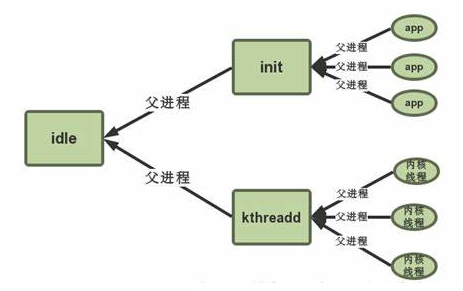 app
父进程
init
父进程
app
父进程
app
父进程
idle
父进程
内核
线程
父进程
kthreadd
父进程
内核
线程
父进程
内核
线程